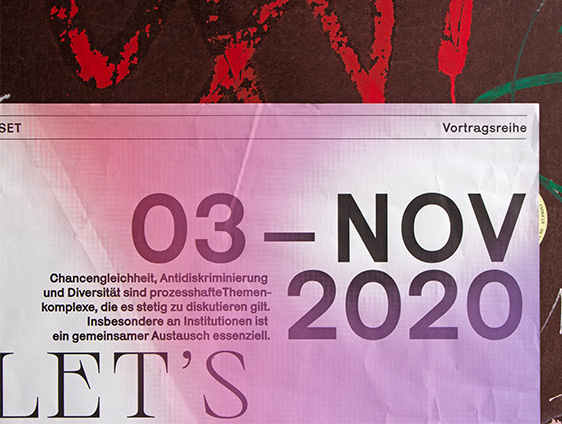 SET Vortragsreihe
03 – NOV
2020
Chancengleichheit, Antidiskriminierung
und Diversität sind prozesshafteThemen-
komplexe, die es stetig zu diskutieren gilt.
Insbesondere an Institutionen ist
ein gemeinsamer Austausch essenziell.
LET'S